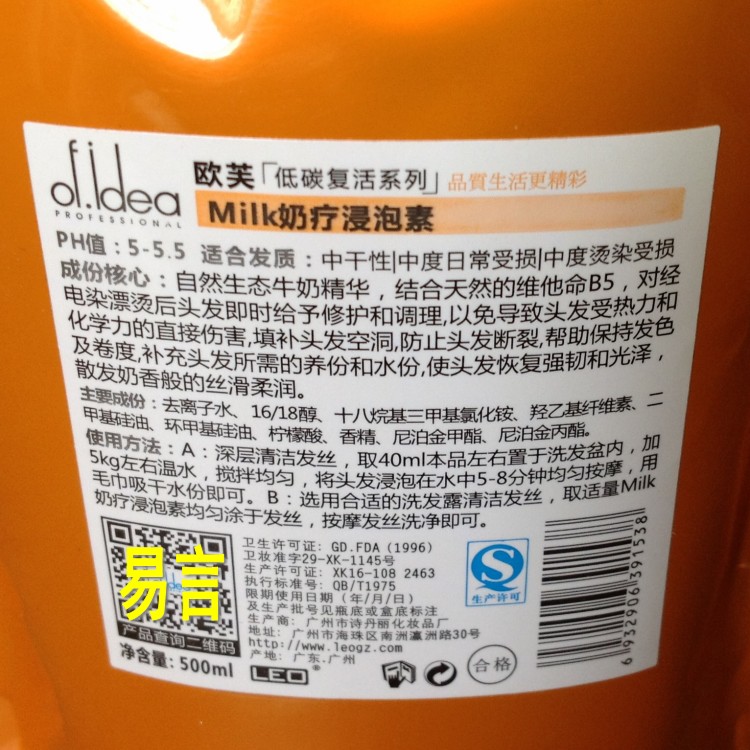 of.idea
PROFESSIONAL
欧芙「低碳复活系列」品質生活更精彩
Milk奶疗浸泡素
PH值：5-5.5 适合发质：中干性|中度日常受损|中度烫染受损
成份核心：自然生态牛奶精华，结合天然的维他命B5，对经
电染漂烫后头发即时给予修护和调理,以免导致头发受热力和
化学力的直接伤害,填补头发空洞,防止头发断裂,帮助保持发色
及卷度,补充头发所需的养份和水份,使头发恢复强韧和光泽，
散发奶香般的丝滑柔润。
主要成份：去离子水、16/18醇、十八烷基三甲基氯化铵、羟乙基纤维素、二
甲基硅油、环甲基硅油、柠檬酸、香精、尼泊金甲酯、尼泊金丙酯。
使用方法：A：深层清洁发丝，取40ml本品左右置于洗发盆内，加
5kg左右温水，搅拌均匀，将头发浸泡在水中5-8分钟均匀按摩，用
毛巾吸干水份即可。B：选用合适的洗发露清洁发丝，取适量Milk
奶疗浸泡素均匀涂于发丝，按摩发丝洗净即可。
易言
产品查询二维码
净含量：500ml
卫生许可证：GD.FDA (1996)
卫妆准字29-XK-1145号
生产许可证：XK16-108 2463
执行标准号：QB/T1975
限期使用日期（年/月/日）
及生产批号见瓶底或盒底标注
生产商：广州市诗丹丽化妆品厂
地址：广州市海珠区南洲瀛洲路30号
http://www.leogz.com
产地：广东.广州
LEO®
生产许可
合格
6932906391538